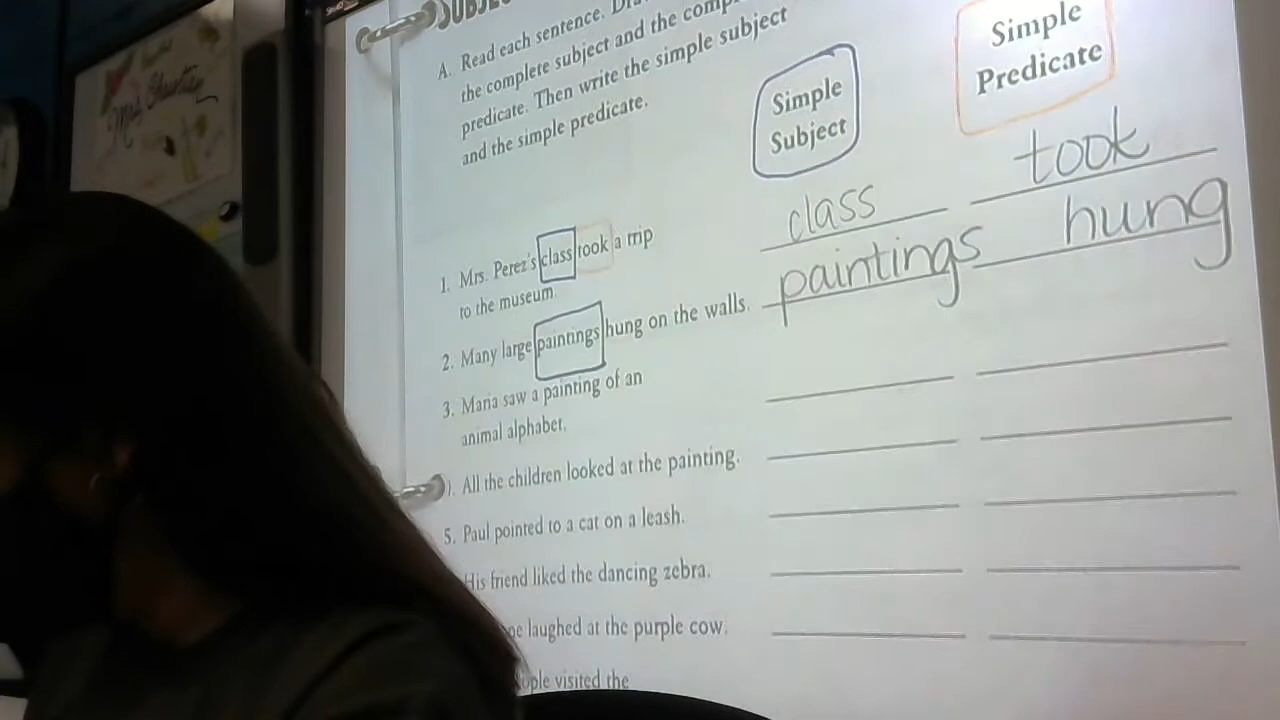 A. Read each sentence.
the complete subject and the
predicate. Then write the simple subject
and the simple predicate.
Simple
Subject
Simple
Predicate
1. Mrs. Perez's class took a trip
to the museum
class took
2. Many large paintings hung on the walls.
paintings hung
3. Maria saw a painting of an
animal alphabet.
All the children looked at the painting.
5. Paul pointed to a cat on a leash.
His friend liked the dancing zebra.
laughed at the purple cow.
visited the
Mrs. Christian